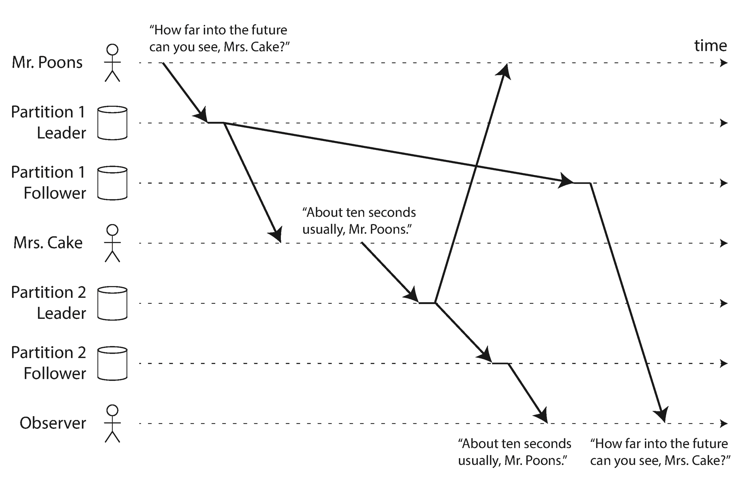 “How far into the future
can you see, Mrs. Cake?”
time
Mr. Poons
Partition 1
Leader
Partition 1
Follower
“About ten seconds
usually, Mr. Poons.”
Mrs. Cake
Partition 2
Leader
Partition 2
Follower
Observer
“About ten seconds
usually, Mr. Poons.”
“How far into the future
can you see, Mrs. Cake?”